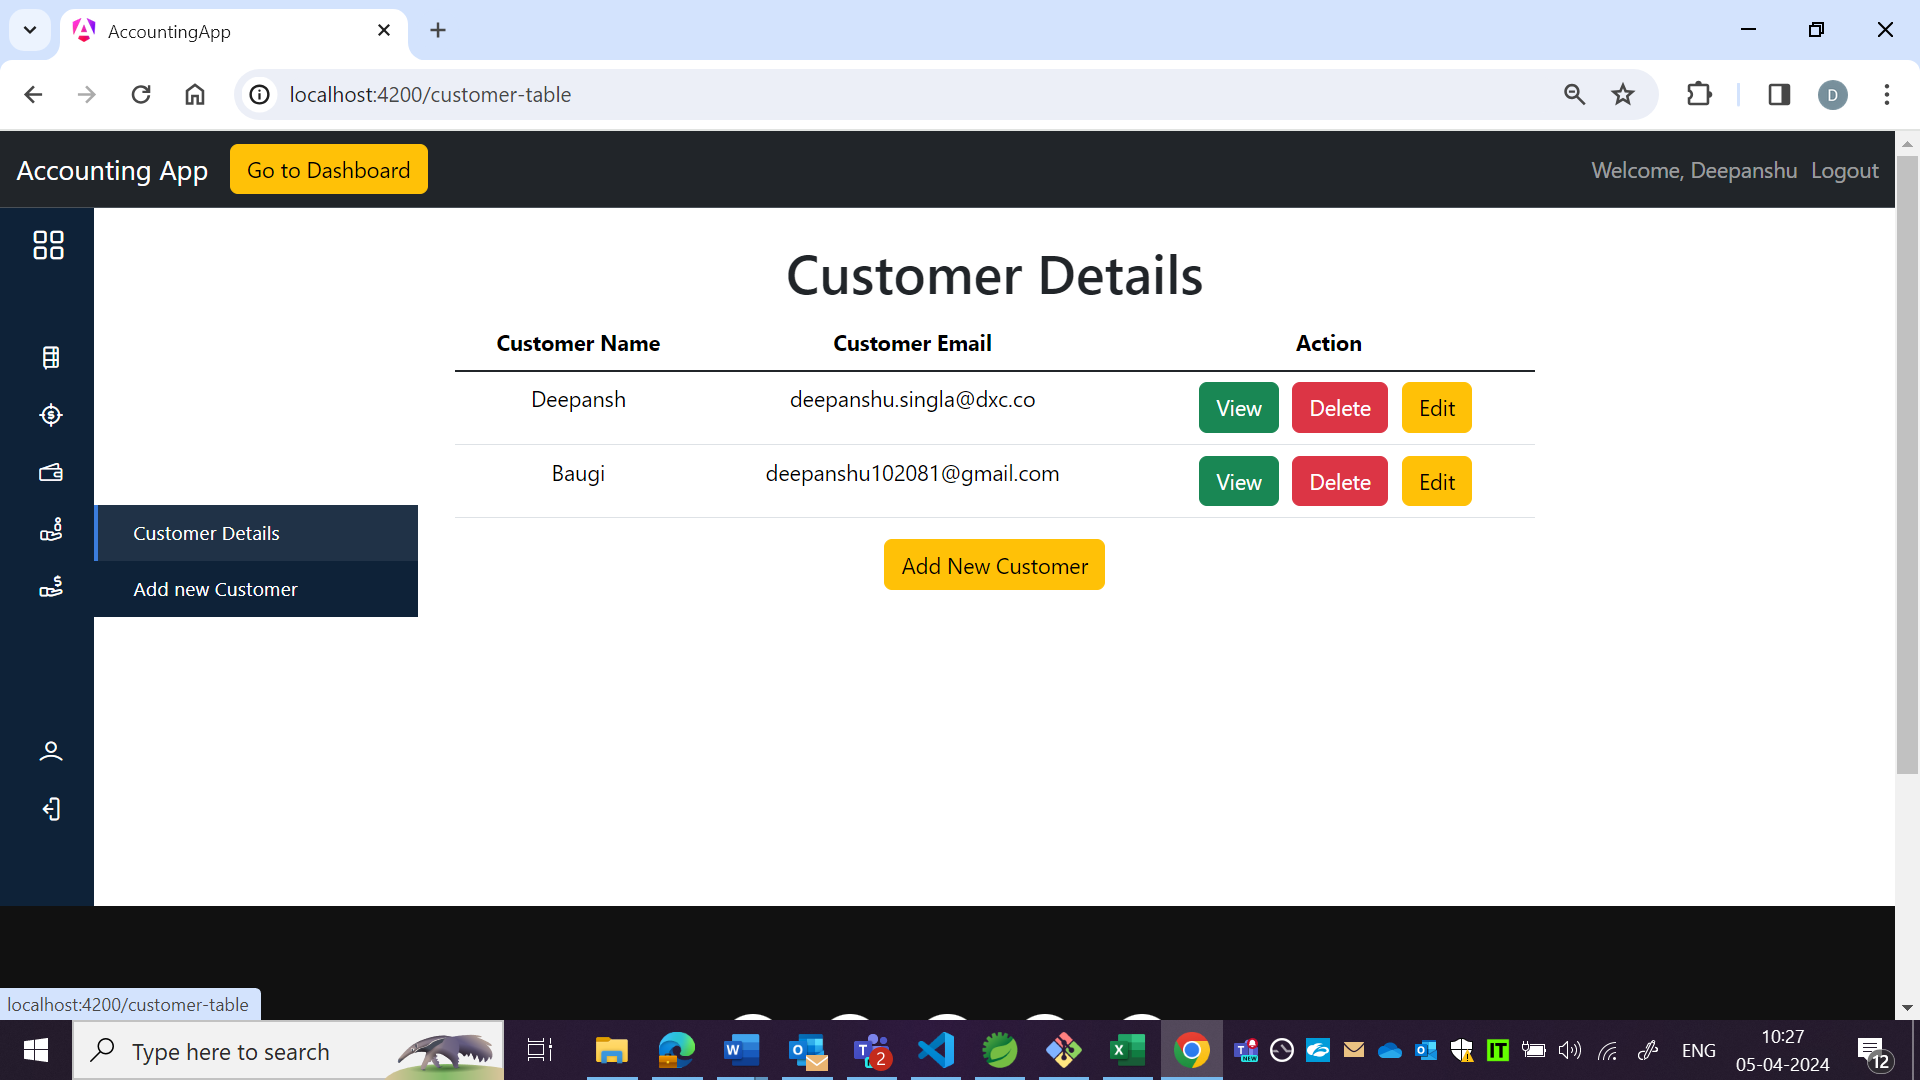 AccountingApp
localhost:4200/customer-table
D
Accounting App
Go to Dashboard
Welcome, Deepanshu
Logout
Customer Details
Customer Name
Customer Email
Action
Deepansh
deepanshu.singla@dxc.co
View
Delete
Edit
Baugi
deepanshu102081@gmail.com
View
Delete
Edit
Customer Details
Add new Customer
Add New Customer
localhost:4200/customer-table
Type here to search
2
ENG
10:27
05-04-2024
12